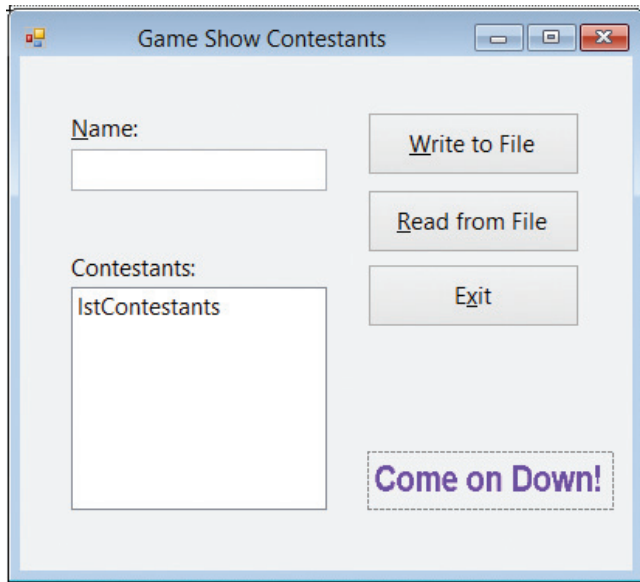 Game Show Contestants
Name:
Write to File
Read from File
Contestants:
lstContestants
Exit
Come on Down!